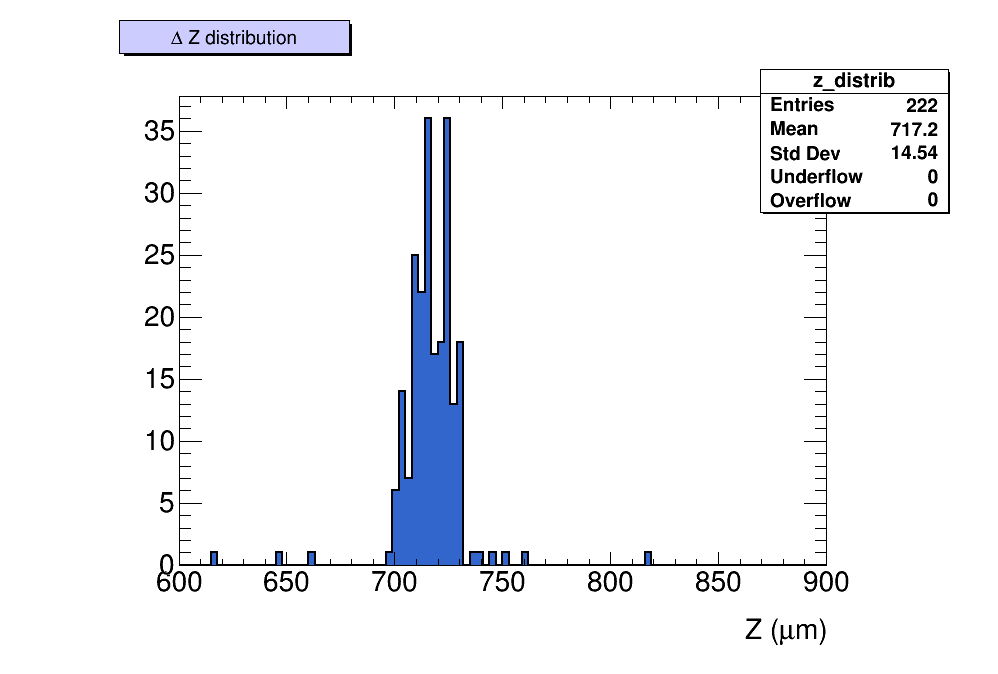 Δ Z distribution
z_distrib
Entries 222
Mean 717.2
Std Dev 14.54
Underflow 0
Overflow 0
35
30
25
20
15
10
5
0
600 650 700 750 800 850 900
Z (μm)